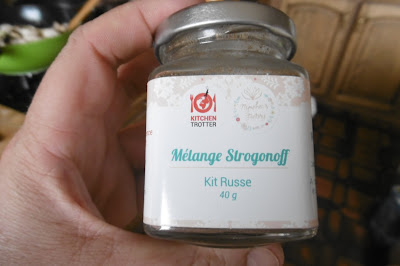 KITCHEN
TROTTER
Mélange Strogonoff
Kit Russe
40 g